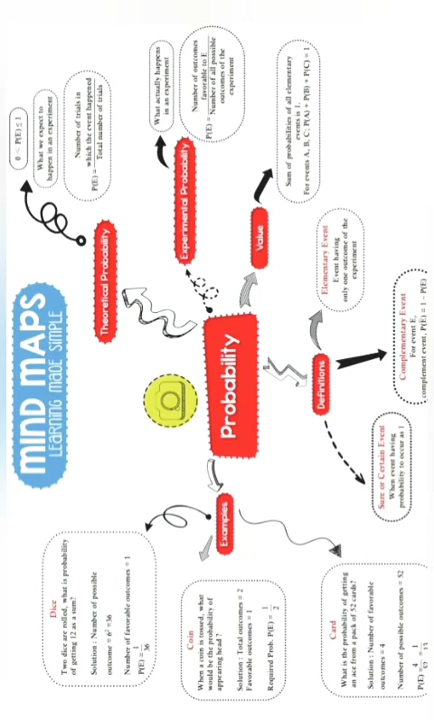 MIND MAPS
LEARNING MADE SIMPLE
Probability
Theoretical Probability
0 ≤ P(E) ≤ 1
What we expect to
happen in an experiment
P(E) = Number of trials in
which the event happened
Total number of trials
Experimental Probability
What actually happens
in an experiment
P(E) = Number of outcomes
favorable to E
Number of all possible
outcomes of the
experiment
Value
Sum of probabilities of all elementary
events is 1.
For events A, B, C: P(A) + P(B) + P(C) = 1
Definitions
Elementary Event
Event having
only one outcome of the
experiment
Complementary Event
For event E,
complement event, P(E) = 1 - P(E)
Sure or Certain Event
When event having
probability to occur as 1
Examples
Dice
Two dice are rolled, what is probability
of getting 12 as a sum?
Solution : Number of possible
outcome = 6² =36
Number of favorable outcomes = 1
P(E) = 1
36
Coin
When a coin is tossed, what
would be the probability of
appearing head ?
Solution : Total outcomes = 2
Favorable outcomes = 1
Required Prob. P(E) = 1
2
Card
What is the probability of getting
an ace from a pack of 52 cards?
Solution : Number of favorable
outcomes = 4
Number of possible outcomes = 52
P(E) 4 = 1
52 13